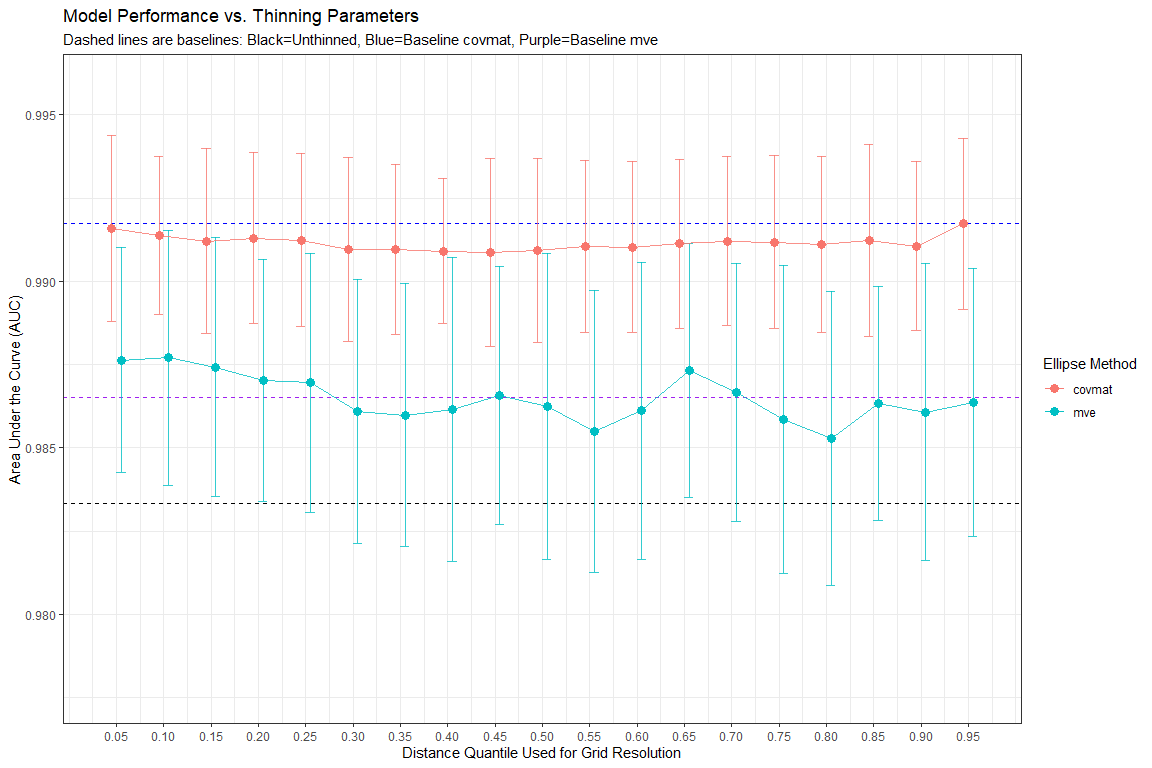 Model Performance vs. Thinning Parameters
Dashed lines are baselines: Black=Unthinned, Blue=Baseline covmat, Purple=Baseline mve
Area Under the Curve (AUC)
0.995
0.990
0.985
0.980
0.05 0.10 0.15 0.20 0.25 0.30 0.35 0.40 0.45 0.50 0.55 0.60 0.65 0.70 0.75 0.80 0.85 0.90 0.95
Distance Quantile Used for Grid Resolution
Ellipse Method
covmat
mve